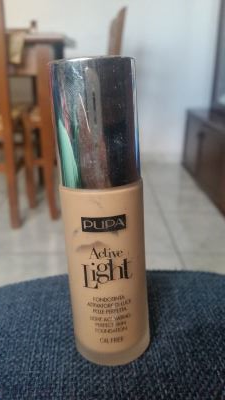 PUPA
Active
Light
FONDOTINTA
ATTIVATORE DI LUCE
PELLE PERFETTA
LIGHT ACTIVATING
PERFECT SKIN
FOUNDATION
OIL FREE